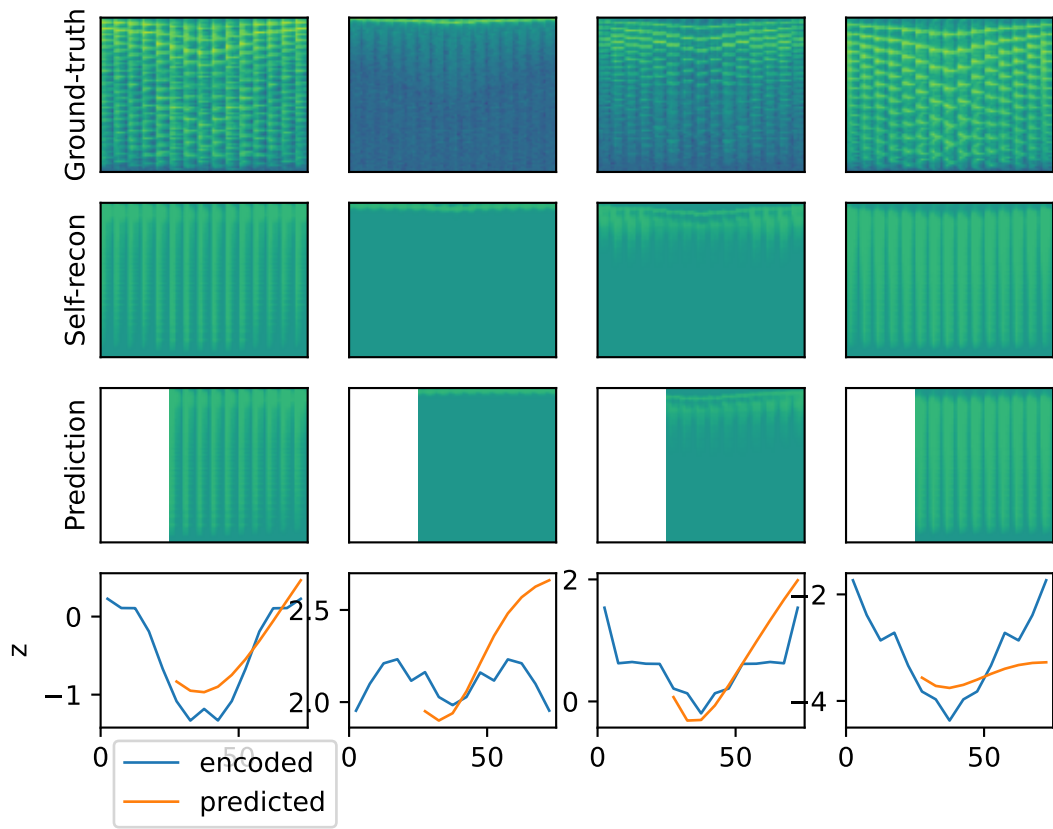 Ground-truth
Self-recon
Prediction
z
0
−1
2.5
2.0
2
0
−2
−4
0 50
0 50
0 50
0 50
encoded
predicted